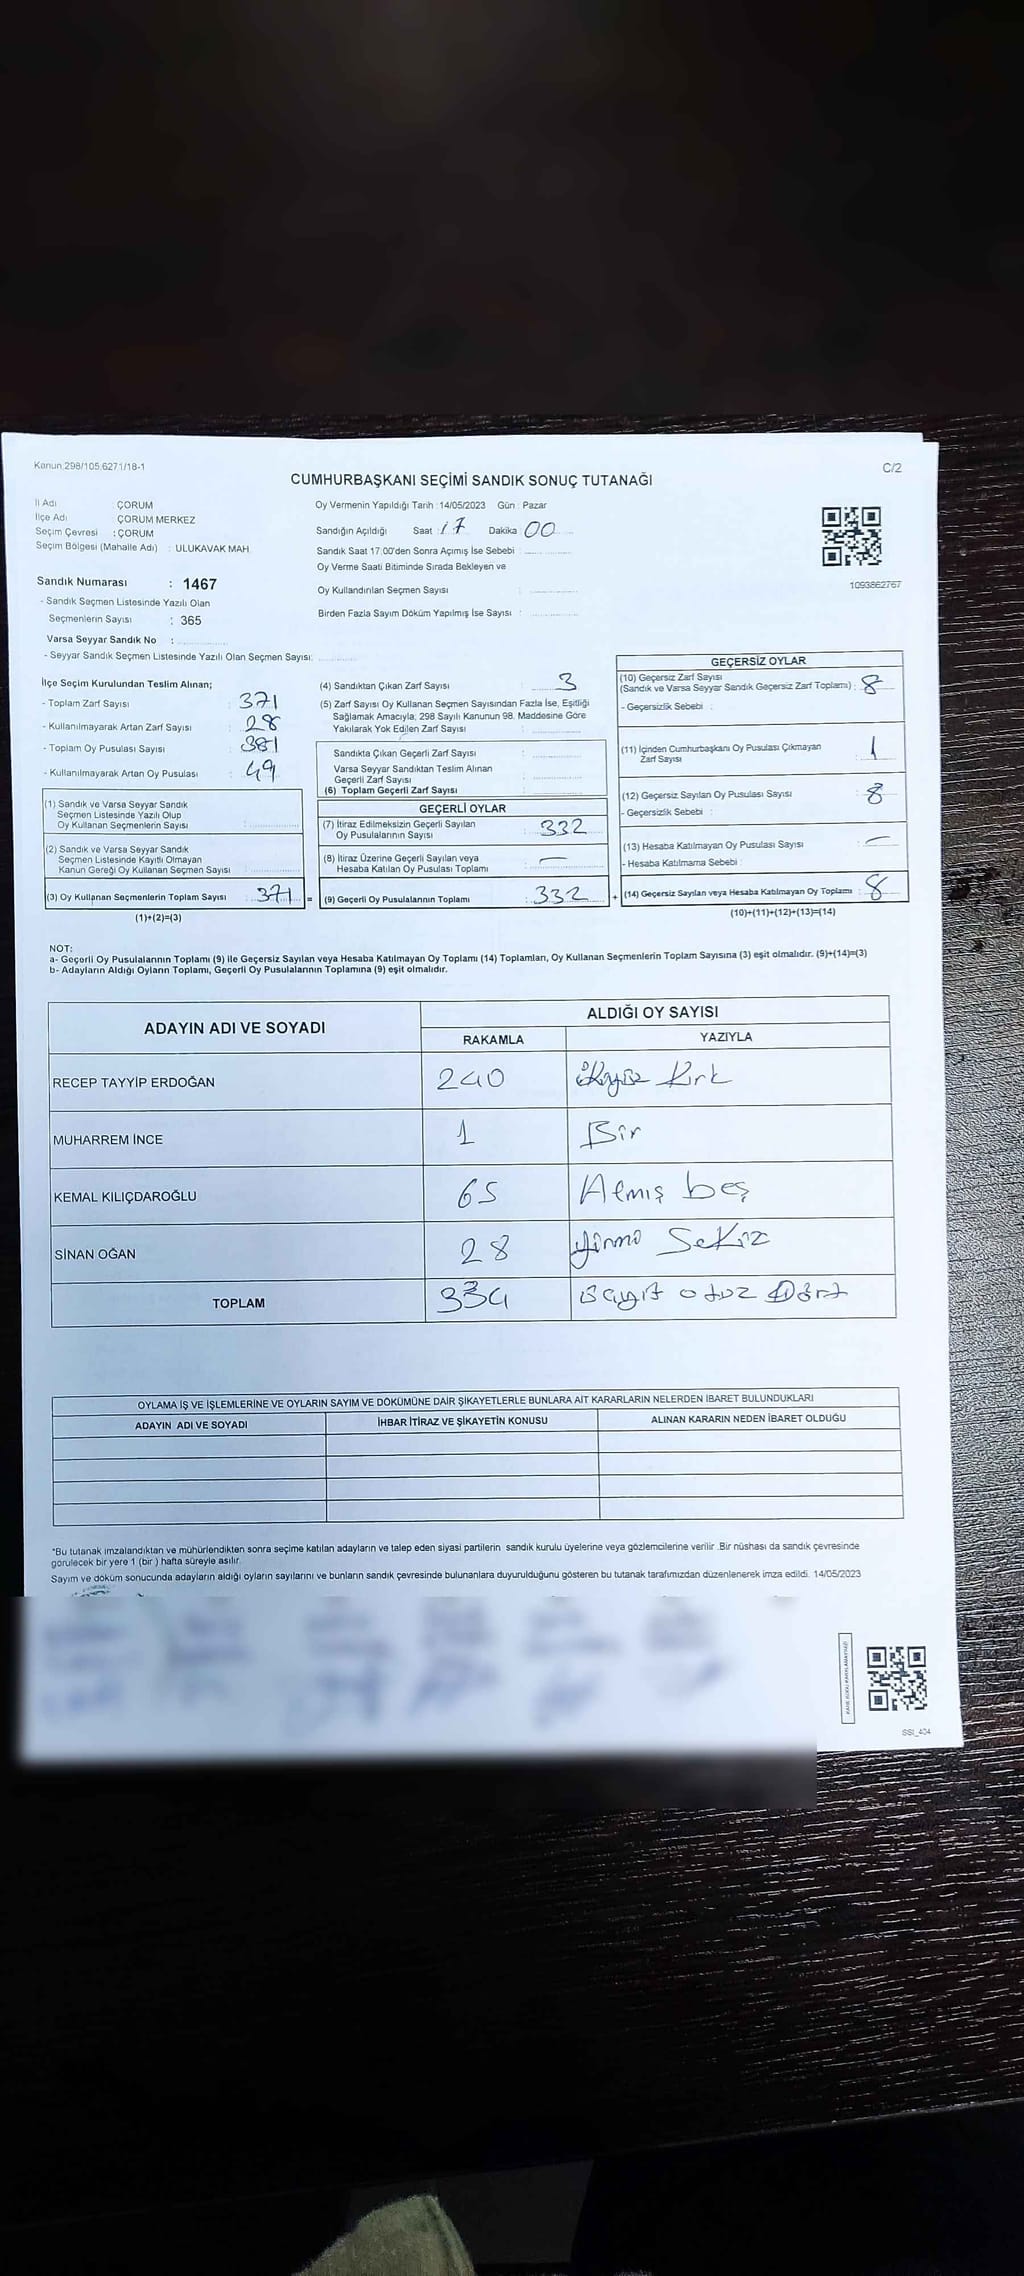 Kanun.298/105,6271/18-1
C/2
CUMHURBAŞKANI SEÇİMİ SANDIK SONUÇ TUTANAĞI
İl Adı : ÇORUM
İlçe Adı : ÇORUM MERKEZ
Seçim Çevresi : ÇORUM
Seçim Bölgesi (Mahalle Adı) : ULUKAVAK MAH.
Oy Vermenin Yapıldığı Tarih :14/05/2023 Gün : Pazar
Sandığın Açıldığı Saat : 17 Dakika 00
Sandık Saat 17.00'den Sonra Açımış İse Sebebi :
Oy Verme Saati Bitiminde Sırada Bekleyen ve
Oy Kullandırılan Seçmen Sayısı :
Birden Fazla Sayım Döküm Yapılmış İse Sayısı :
1093862767
Sandık Numarası : 1467
- Sandık Seçmen Listesinde Yazılı Olan
Seçmenlerin Sayısı : 365
Varsa Seyyar Sandık No :
- Seyyar Sandık Seçmen Listesinde Yazılı Olan Seçmen Sayısı:
İlçe Seçim Kurulundan Teslim Alınan;
- Toplam Zarf Sayısı : 371
- Kullanılmayarak Artan Zarf Sayısı : 28
- Toplam Oy Pusulası Sayısı : 381
- Kullanılmayarak Artan Oy Pusulası : 49
(1) Sandık ve Varsa Seyyar Sandık
Seçmen Listesinde Yazılı Olup
Oy Kullanan Seçmenlerin Sayısı :
(2) Sandık ve Varsa Seyyar Sandık
Seçmen Listesinde Kayıtlı Olmayan
Kanun Gereği Oy Kullanan Seçmen Sayısı :
(3) Oy Kullanan Seçmenlerin Toplam Sayısı : 371 =
(1)+(2)=(3)
(4) Sandıktan Çıkan Zarf Sayısı : 3
(5) Zarf Sayısı Oy Kullanan Seçmen Sayısından Fazla İse, Eşitliği
Sağlamak Amacıyla, 298 Sayılı Kanunun 98. Maddesine Göre
Yakılarak Yok Edilen Zarf Sayısı :
Sandıkta Çıkan Geçerli Zarf Sayısı :
Varsa Seyyar Sandıktan Teslim Alınan
Geçerli Zarf Sayısı :
(6) Toplam Geçerli Zarf Sayısı :
GEÇERLİ OYLAR
(7) İtiraz Edilmeksizin Geçerli Sayılan
Oy Pusulalarının Sayısı : 332
(8) İtiraz Üzerine Geçerli Sayılan veya
Hesaba Katılan Oy Pusulası Toplamı : —
(9) Geçerli Oy Pusulalarının Toplamı : 332 +
GEÇERSİZ OYLAR
(10) Geçersiz Zarf Sayısı
(Sandık ve Varsa Seyyar Sandık Geçersiz Zarf Toplamı) : 8
- Geçersizlik Sebebi :
(11) İçinden Cumhurbaşkanı Oy Pusulası Çıkmayan
Zarf Sayısı : 1
(12) Geçersiz Sayılan Oy Pusulası Sayısı : 8
- Geçersizlik Sebebi :
(13) Hesaba Katılmayan Oy Pusulası Sayısı : —
- Hesaba Katılmama Sebebi :
(14) Geçersiz Sayılan veya Hesaba Katılmayan Oy Toplamı : 8
(10)+(11)+(12)+(13)=(14)
NOT:
a- Geçerli Oy Pusulalarının Toplamı (9) ile Geçersiz Sayılan veya Hesaba Katılmayan Oy Toplamı (14) Toplamları, Oy Kullanan Seçmenlerin Toplam Sayısına (3) eşit olmalıdır. (9)+(14)=(3)
b- Adayların Aldığı Oyların Toplamı, Geçerli Oy Pusulalarının Toplamına (9) eşit olmalıdır.
ADAYIN ADI VE SOYADI
ALDIĞI OY SAYISI
RAKAMLA YAZIYLA
RECEP TAYYİP ERDOĞAN 240 Kırk
MUHARREM İNCE 1 Bir
KEMAL KILIÇDAROĞLU 65 Atmış beş
SİNAN OĞAN 28 Sekiz
TOPLAM 334 otuz Dört
OYLAMA İŞ VE İŞLEMLERİNE VE OYLARIN SAYIM VE DÖKÜMÜNE DAİR ŞİKAYETLERLE BUNLARA AİT KARARLARIN NELERDEN İBARET BULUNDUKLARI
ADAYIN ADI VE SOYADI İHBAR İTİRAZ VE ŞİKAYETİN KONUSU ALINAN KARARIN NEDEN İBARET OLDUĞU
*Bu tutanak imzalandıktan ve mühürlendikten sonra seçime katılan adayların ve talep eden siyasi partilerin sandık kurulu üyelerine veya gözlemcilerine verilir .Bir nüshası da sandık çevresinde
görülecek bir yere 1 (bir ) hafta süreyle asılır.
Sayım ve döküm sonucunda adayların aldığı oyların sayılarını ve bunların sandık çevresinde bulunanlara duyurulduğunu gösteren bu tutanak tarafımızdan düzenlenerek imza edildi. 14/05/2023
SSI_404